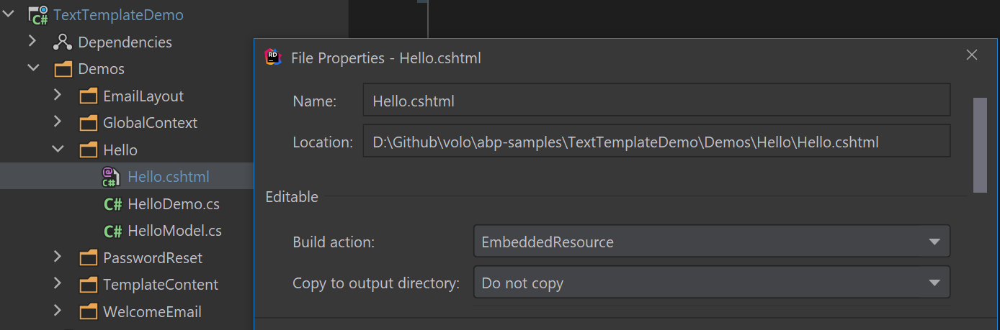 TextTemplateDemo
Dependencies
Demos
EmailLayout
GlobalContext
Hello
Hello.cshtml
C# HelloDemo.cs
C# HelloModel.cs
PasswordReset
TemplateContent
WelcomeEmail
File Properties - Hello.cshtml
Name: Hello.cshtml
Location: D:\Github\volo\abp-samples\TextTemplateDemo\Demos\Hello\Hello.cshtml
Editable
Build action: EmbeddedResource
Copy to output directory: Do not copy